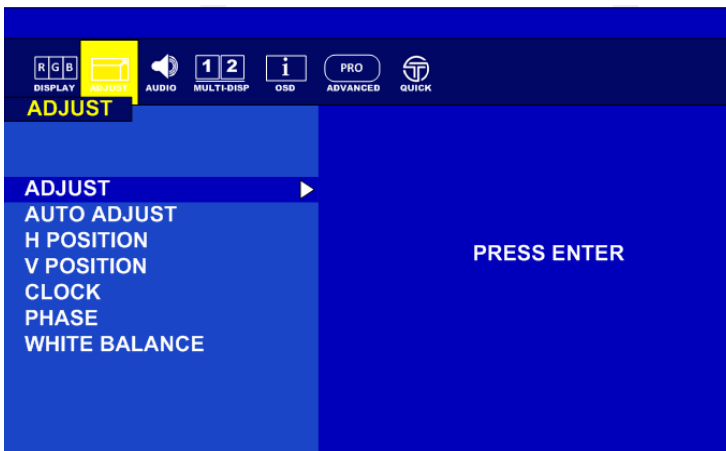 R G B
1 2
i
PRO
DISPLAY ADJUST AUDIO MULTI-DISP OSD ADVANCED QUICK
ADJUST
ADJUST
AUTO ADJUST
H POSITION
V POSITION
CLOCK
PHASE
WHITE BALANCE
PRESS ENTER